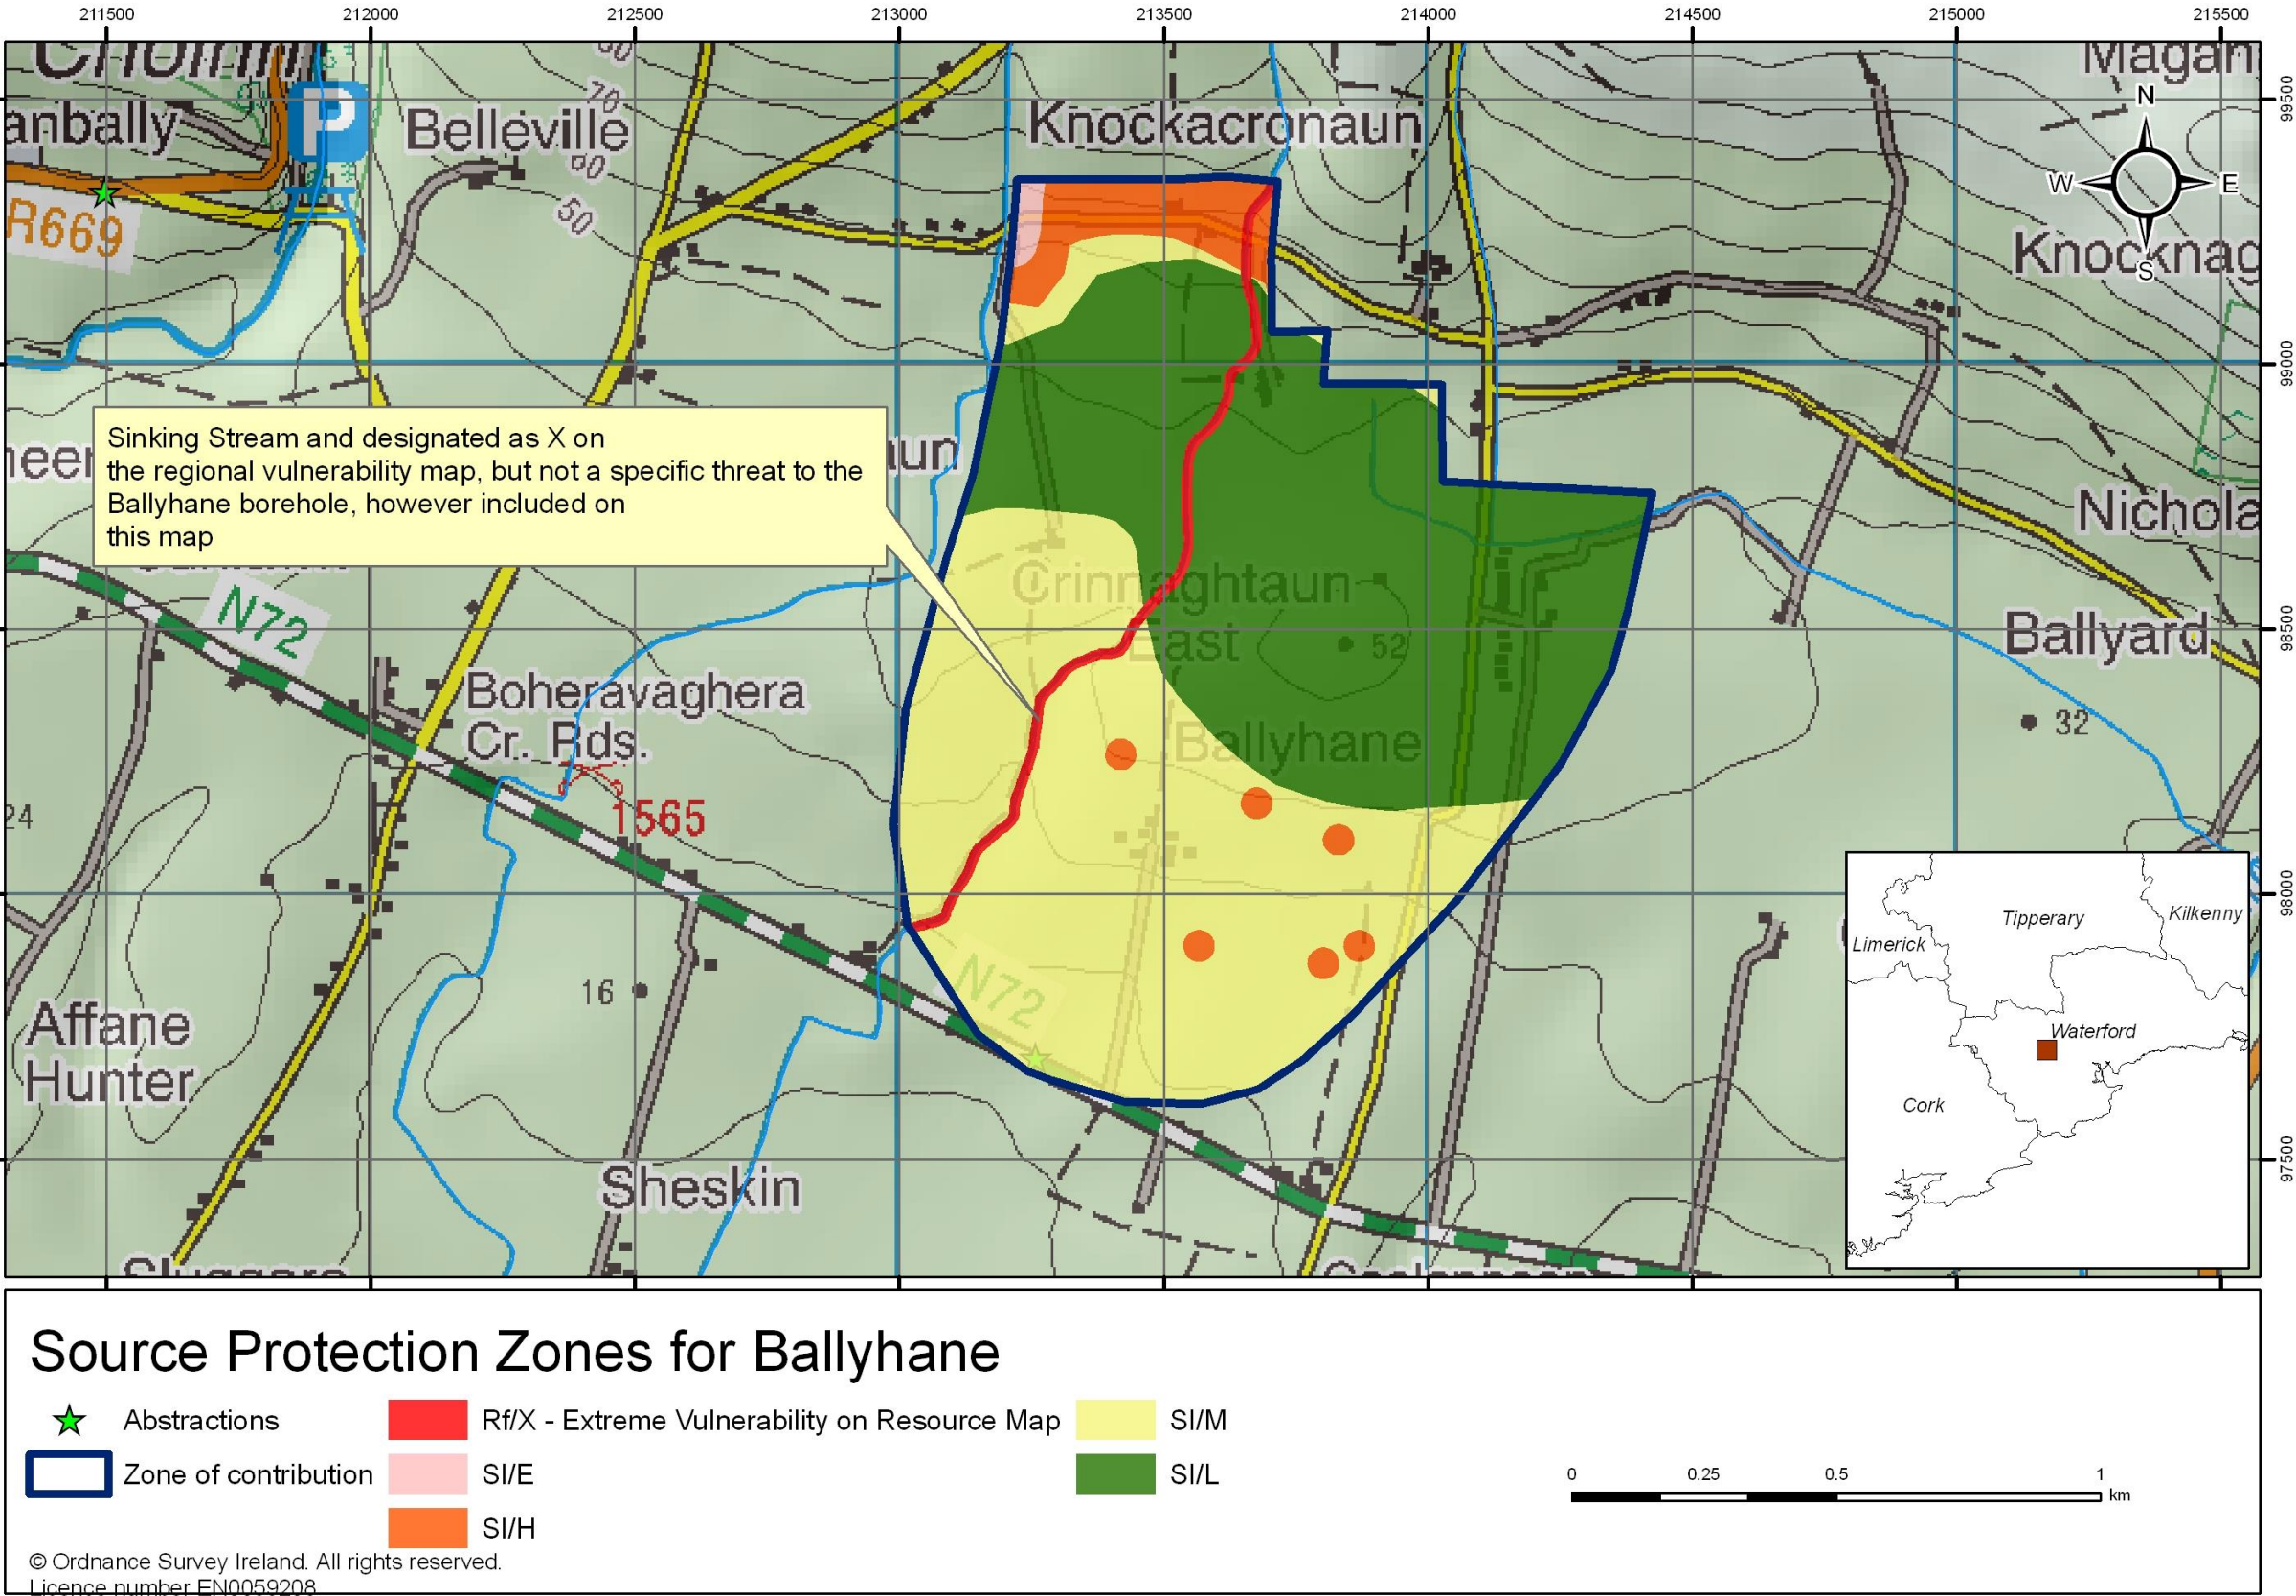 211500 212000 212500 213000 213500 214000 214500 215000 215500
99500
99000
98500
98000
97500
anbally
P
Belleville
80
70
60
50
Knockacronaun
Magan
N
W E
S
R669
Knocknag
Sinking Stream and designated as X on
the regional vulnerability map, but not a specific threat to the
Ballyhane borehole, however included on
this map
neer
aun
Nichola
N72
Crinnaghtaun
East
52
Ballyard
Boheravaghera
Cr. Rds.
Ballyhane
32
1565
24
N72
16
Affane
Hunter
Sheskin
Tipperary
Kilkenny
Limerick
Waterford
Cork
Source Protection Zones for Ballyhane
Abstractions
Zone of contribution
Rf/X - Extreme Vulnerability on Resource Map
SI/E
SI/H
SI/M
SI/L
0 0.25 0.5 1
km
© Ordnance Survey Ireland. All rights reserved.
Licence number EN0059208